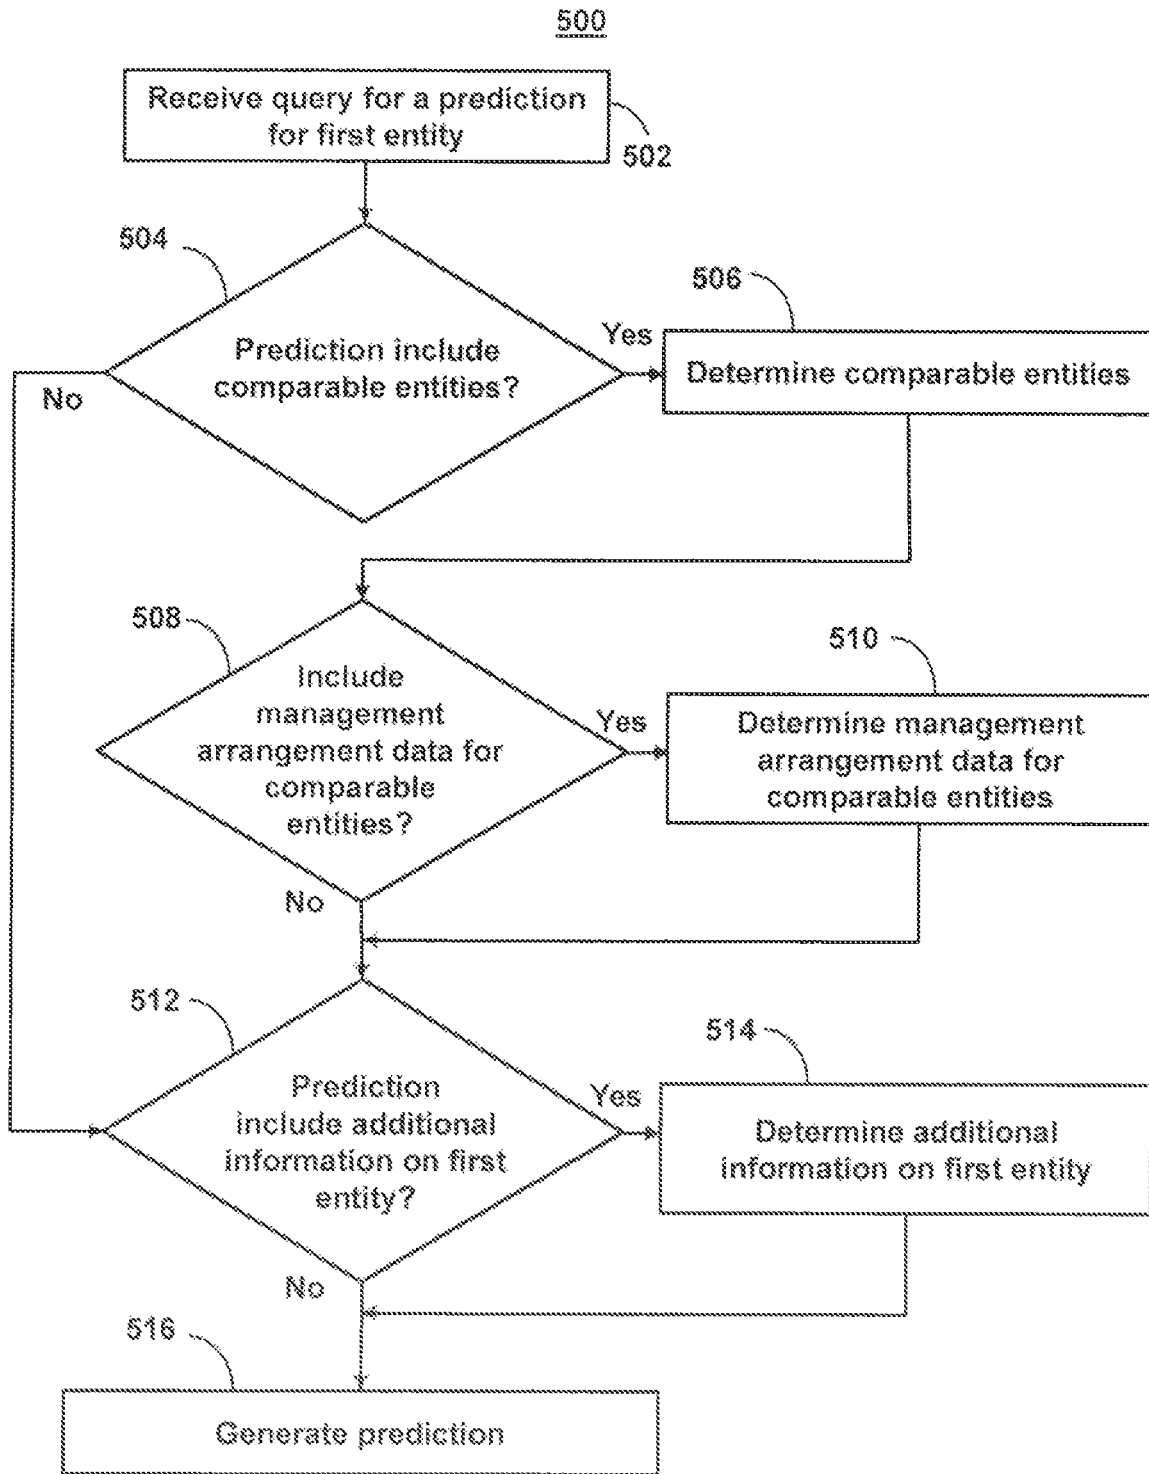 500
Receive query for a prediction
for first entity
502
504
Prediction include
comparable entities?
Yes
No
506
Determine comparable entities
508
Include
management
arrangement data for
comparable
entities?
Yes
No
510
Determine management
arrangement data for
comparable entities
512
Prediction
include additional
information on first
entity?
Yes
No
514
Determine additional
information on first entity
516
Generate prediction